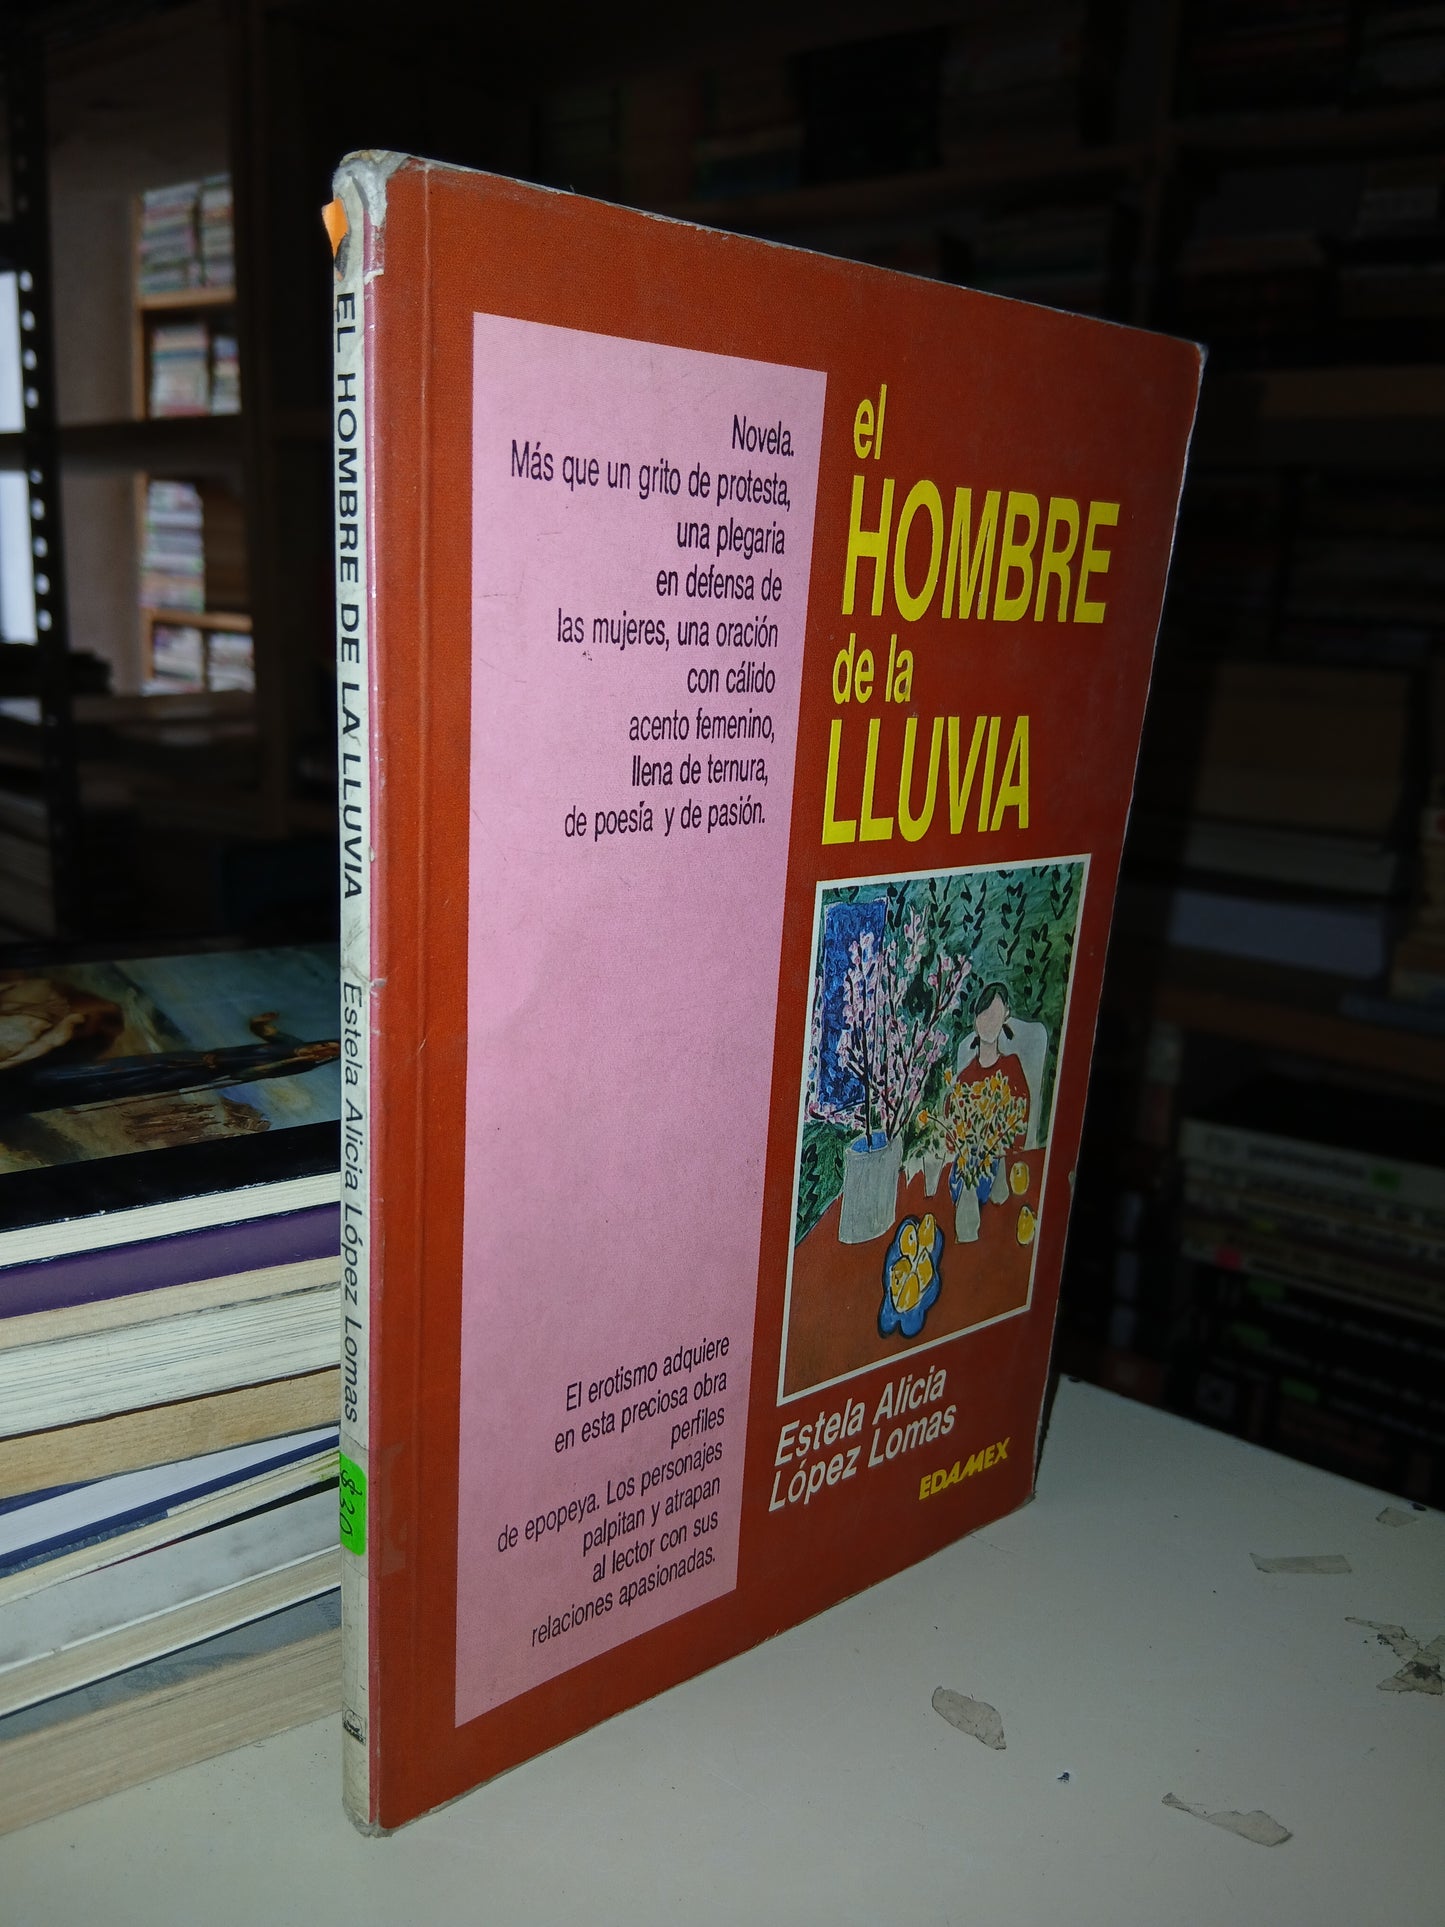 EL HOMBRE DE LA LLUVIA Estela Alicia López Lomas
$30
Novela.
Más que un grito de protesta,
una plegaria
en defensa de
las mujeres, una oración
con cálido
acento femenino,
llena de ternura,
de poesía y de pasión.
El erotismo adquiere
en esta preciosa obra
perfiles
de epopeya. Los personajes
palpitan y atrapan
al lector con sus
relaciones apasionadas.
el
HOMBRE
de la
LLUVIA
Estela Alicia
López Lomas
EDAMEX